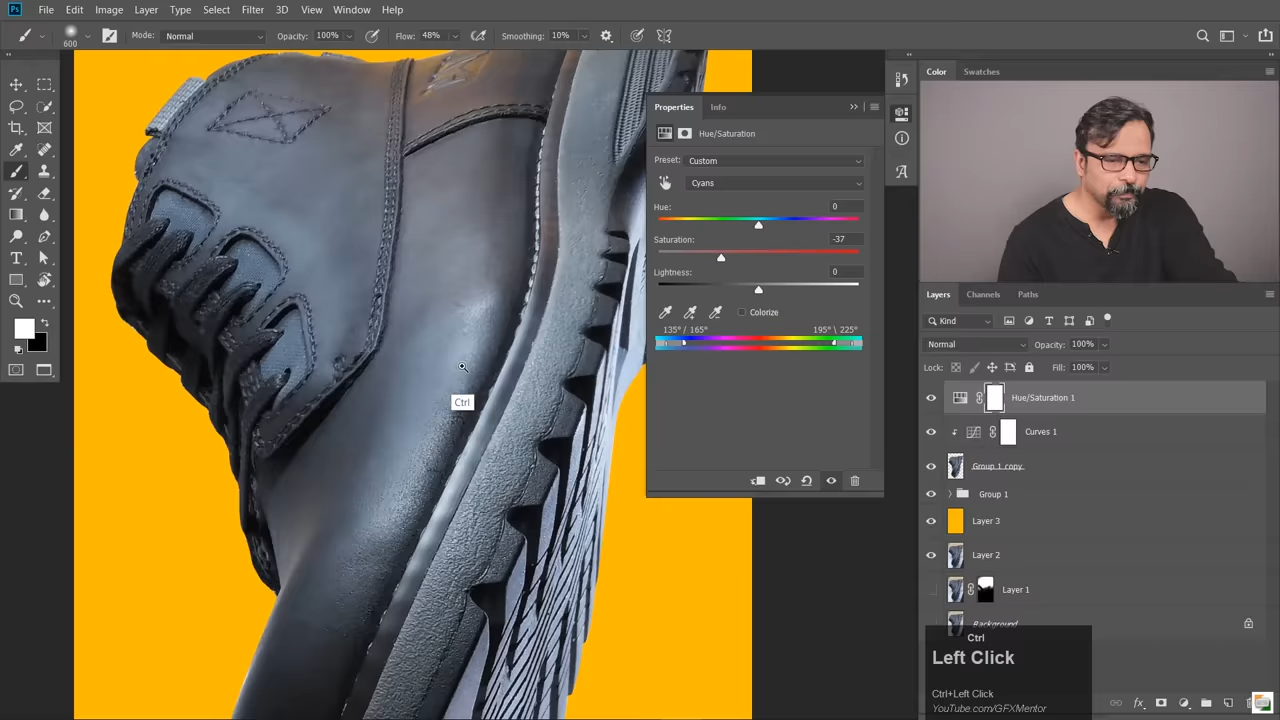 Ps File Edit Image Layer Type Select Filter 3D View Window Help
600 Mode: Normal Opacity: 100% Flow: 48% Smoothing: 10%
Color Swatches
Properties Info
Hue/Saturation
Preset: Custom
Cyans
Hue: 0
Saturation: -37
Lightness: 0
Colorize
135° / 165° 195° \ 225°
Ctrl
Layers Channels Paths
Kind
Normal Opacity: 100%
Lock: Fill: 100%
Hue/Saturation 1
Curves 1
Group 1 copy
Group 1
Layer 3
Layer 2
Layer 1
Background
Ctrl
Left Click
Ctrl+Left Click
YouTube.com/GFXMentor
fx